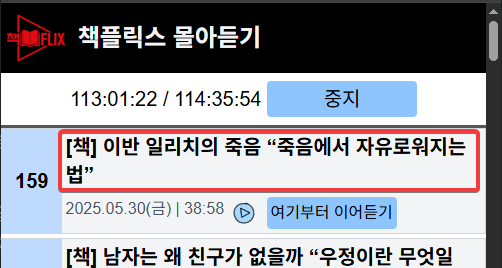 책FLIX 책플릭스 몰아듣기
113:01:22 / 114:35:54 중지
[책] 이반 일리치의 죽음 “죽음에서 자유로워지는
법”
159
2025.05.30(금) | 38:58 여기부터 이어듣기
[책] 남자는 왜 친구가 없을까 “우정이란 무엇일